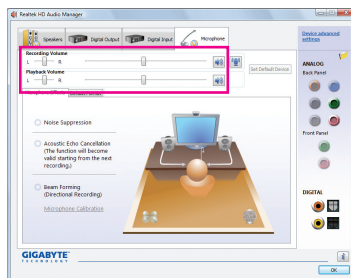 Realtek HD Audio Manager
Speakers
Digital Output
Digital Input
Microphone
Device advanced
settings
Recording Volume
L
R
Playback Volume
L
R
Set Default Device
ANALOG
Back Panel
Front Panel
DIGITAL
Noise Suppression
Acoustic Echo Cancellation
(The function will become
valid starting from the next
recording.)
Beam Forming
(Directional Recording)
Microphone Calibration
GIGABYTE
TECHNOLOGY
OK